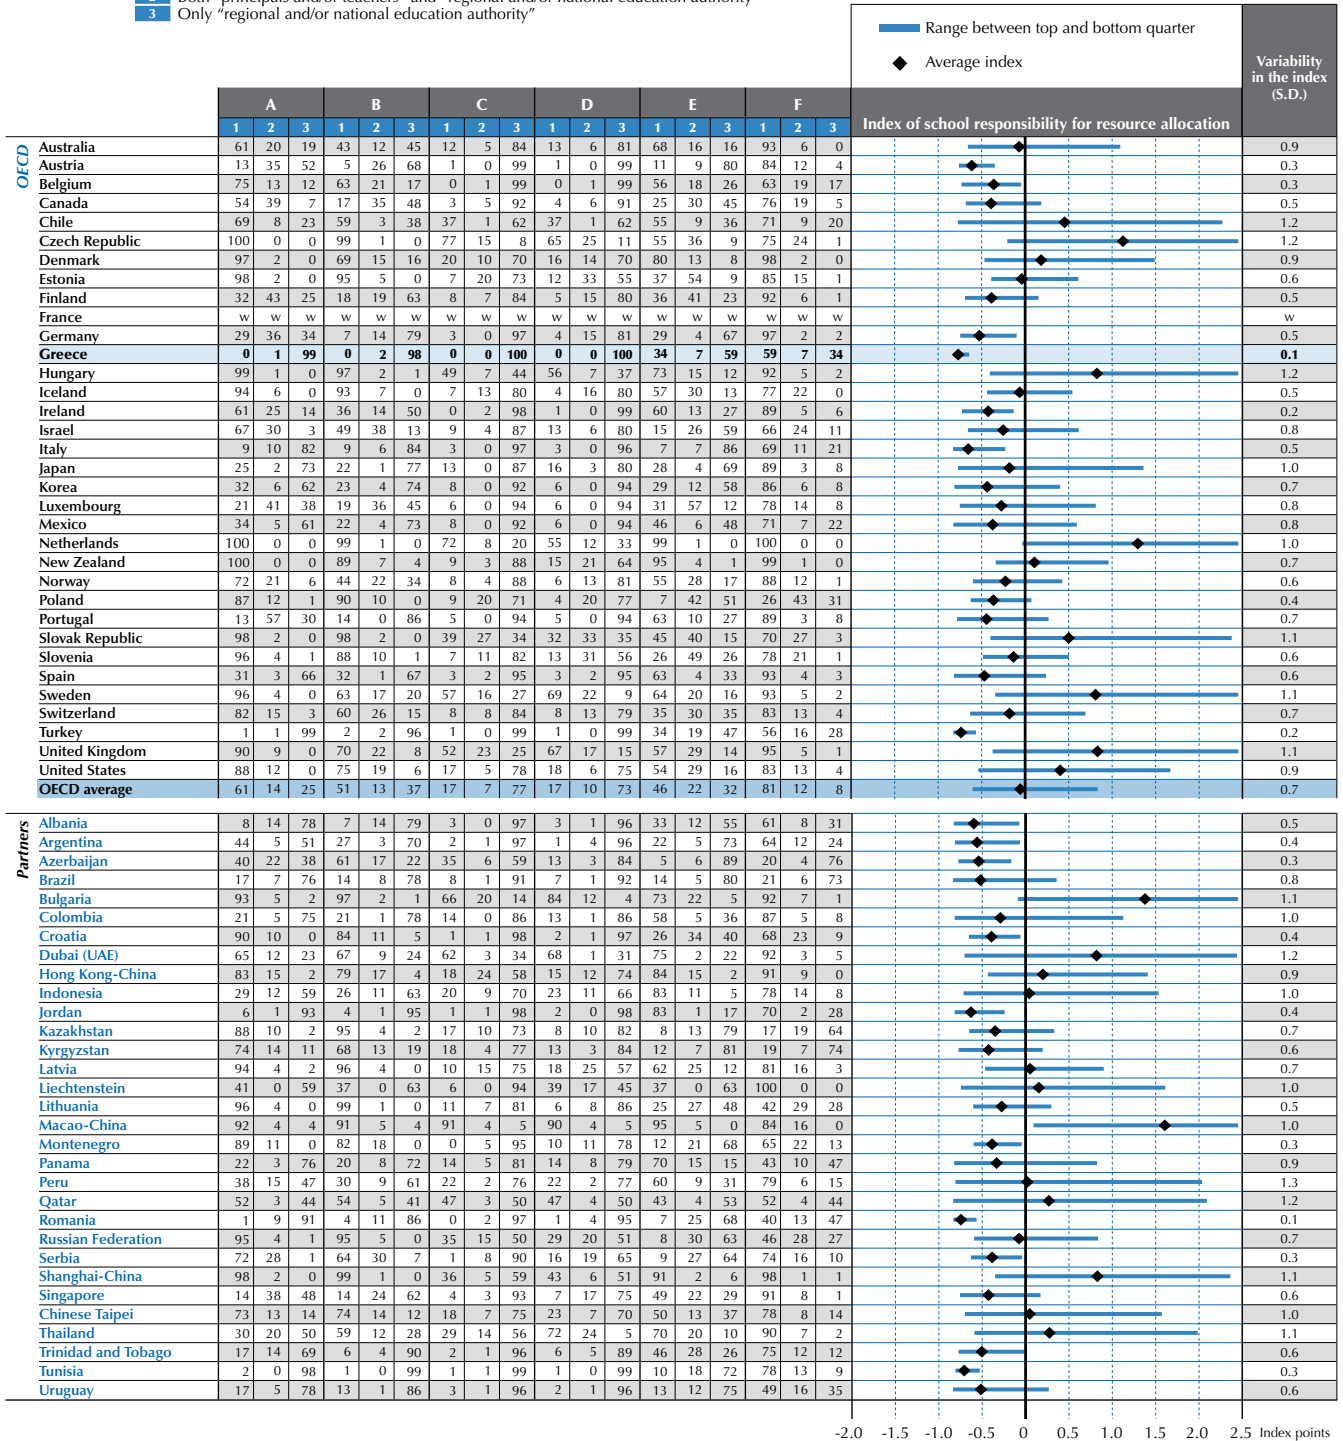 2 Both "principals and/or teachers" and "regional and/or national education authority"
3 Only "regional and/or national education authority"
Range between top and bottom quarter
Average index
Variability in the index (S.D.)
A B C D E F
1 2 3 1 2 3 1 2 3 1 2 3 1 2 3 1 2 3 Index of school responsibility for resource allocation
OECD
Australia 61 20 19 43 12 45 12 5 84 13 6 81 68 16 16 93 6 0 0.9
Austria 13 35 52 5 26 68 1 0 99 1 0 99 11 9 80 84 12 4 0.3
Belgium 75 13 12 63 21 17 0 1 99 0 1 99 56 18 26 63 19 17 0.3
Canada 54 39 7 17 35 48 3 5 92 4 6 91 25 30 45 76 19 5 0.5
Chile 69 8 23 59 3 38 37 1 62 37 1 62 55 9 36 71 9 20 1.2
Czech Republic 100 0 0 99 1 0 77 15 8 65 25 11 55 36 9 75 24 1 1.2
Denmark 97 2 0 69 15 16 20 10 70 16 14 70 80 13 8 98 2 0 0.9
Estonia 98 2 0 95 5 0 7 20 73 12 33 55 37 54 9 85 15 1 0.6
Finland 32 43 25 18 19 63 8 7 84 5 15 80 36 41 23 92 6 1 0.5
France w w w w w w w w w w w w w w w w w w w
Germany 29 36 34 7 14 79 3 0 97 4 15 81 29 4 67 97 2 2 0.5
Greece 0 1 99 0 2 98 0 0 100 0 0 100 34 7 59 59 7 34 0.1
Hungary 99 1 0 97 2 1 49 7 44 56 7 37 73 15 12 92 5 2 1.2
Iceland 94 6 0 93 7 0 7 13 80 4 16 80 57 30 13 77 22 0 0.5
Ireland 61 25 14 36 14 50 0 2 98 1 0 99 60 13 27 89 5 6 0.2
Israel 67 30 3 49 38 13 9 4 87 13 6 80 15 26 59 66 24 11 0.8
Italy 9 10 82 9 6 84 3 0 97 3 0 96 7 7 86 69 11 21 0.5
Japan 25 2 73 22 1 77 13 0 87 16 3 80 28 4 69 89 3 8 1.0
Korea 32 6 62 23 4 74 8 0 92 6 0 94 29 12 58 86 6 8 0.7
Luxembourg 21 41 38 19 36 45 6 0 94 6 0 94 31 57 12 78 14 8 0.8
Mexico 34 5 61 22 4 73 8 0 92 6 0 94 46 6 48 71 7 22 0.8
Netherlands 100 0 0 99 1 0 72 8 20 55 12 33 99 1 0 100 0 0 1.0
New Zealand 100 0 0 89 7 4 9 3 88 15 21 64 95 4 1 99 1 0 0.7
Norway 72 21 6 44 22 34 8 4 88 6 13 81 55 28 17 88 12 1 0.6
Poland 87 12 1 90 10 0 9 20 71 4 20 77 7 42 51 26 43 31 0.4
Portugal 13 57 30 14 0 86 5 0 94 5 0 94 63 10 27 89 3 8 0.7
Slovak Republic 98 2 0 98 2 0 39 27 34 32 33 35 45 40 15 70 27 3 1.1
Slovenia 96 4 1 88 10 1 7 11 82 13 31 56 26 49 26 78 21 1 0.6
Spain 31 3 66 32 1 67 3 2 95 3 2 95 63 4 33 93 4 3 0.6
Sweden 96 4 0 63 17 20 57 16 27 69 22 9 64 20 16 93 5 2 1.1
Switzerland 82 15 3 60 26 15 8 8 84 8 13 79 35 30 35 83 13 4 0.7
Turkey 1 1 99 2 2 96 1 0 99 1 0 99 34 19 47 56 16 28 0.2
United Kingdom 90 9 0 70 22 8 52 23 25 67 17 15 57 29 14 95 5 1 1.1
United States 88 12 0 75 19 6 17 5 78 18 6 75 54 29 16 83 13 4 0.9
OECD average 61 14 25 51 13 37 17 7 77 17 10 73 46 22 32 81 12 8 0.7
Partners
Albania 8 14 78 7 14 79 3 0 97 3 1 96 33 12 55 61 8 31 0.5
Argentina 44 5 51 27 3 70 2 1 97 1 4 96 22 5 73 64 12 24 0.4
Azerbaijan 40 22 38 61 17 22 35 6 59 13 3 84 5 6 89 20 4 76 0.3
Brazil 17 7 76 14 8 78 8 1 91 7 1 92 14 5 80 21 6 73 0.8
Bulgaria 93 5 2 97 2 1 66 20 14 84 12 4 73 22 5 92 7 1 1.1
Colombia 21 5 75 21 1 78 14 0 86 13 1 86 58 5 36 87 5 8 1.0
Croatia 90 10 0 84 11 5 1 1 98 2 1 97 26 34 40 68 23 9 0.4
Dubai (UAE) 65 12 23 67 9 24 62 3 34 68 1 31 75 2 22 92 3 5 1.2
Hong Kong-China 83 15 2 79 17 4 18 24 58 15 12 74 84 15 2 91 9 0 0.9
Indonesia 29 12 59 26 11 63 20 9 70 23 11 66 83 11 5 78 14 8 1.0
Jordan 6 1 93 4 1 95 1 1 98 2 0 98 83 1 17 70 2 28 0.4
Kazakhstan 88 10 2 95 4 2 17 10 73 8 10 82 8 13 79 17 19 64 0.7
Kyrgyzstan 74 14 11 68 13 19 18 4 77 13 3 84 12 7 81 19 7 74 0.6
Latvia 94 4 2 96 4 0 10 15 75 18 25 57 62 25 12 81 16 3 0.7
Liechtenstein 41 0 59 37 0 63 6 0 94 39 17 45 37 0 63 100 0 0 1.0
Lithuania 96 4 0 99 1 0 11 7 81 6 8 86 25 27 48 42 29 28 0.5
Macao-China 92 4 4 91 5 4 91 4 5 90 4 5 95 5 0 84 16 0 1.0
Montenegro 89 11 0 82 18 0 0 5 95 10 11 78 12 21 68 65 22 13 0.3
Panama 22 3 76 20 8 72 14 5 81 14 8 79 70 15 15 43 10 47 0.9
Peru 38 15 47 30 9 61 22 2 76 22 2 77 60 9 31 79 6 15 1.3
Qatar 52 3 44 54 5 41 47 3 50 47 4 50 43 4 53 52 4 44 1.2
Romania 1 9 91 4 11 86 0 2 97 1 4 95 7 25 68 40 13 47 0.1
Russian Federation 95 4 1 95 5 0 35 15 50 29 20 51 8 30 63 46 28 27 0.7
Serbia 72 28 1 64 30 7 1 8 90 16 19 65 9 27 64 74 16 10 0.3
Shanghai-China 98 2 0 99 1 0 36 5 59 43 6 51 91 2 6 98 1 1 1.1
Singapore 14 38 48 14 24 62 4 3 93 7 17 75 49 22 29 91 8 1 0.6
Chinese Taipei 73 13 14 74 14 12 18 7 75 23 7 70 50 13 37 78 8 14 1.0
Thailand 30 20 50 59 12 28 29 14 56 72 24 5 70 20 10 90 7 2 1.1
Trinidad and Tobago 17 14 69 6 4 90 2 1 96 6 5 89 46 28 26 75 12 12 0.6
Tunisia 2 0 98 1 0 99 1 1 99 1 0 99 10 18 72 78 13 9 0.3
Uruguay 17 5 78 13 1 86 3 1 96 2 1 96 13 12 75 49 16 35 0.6
-2.0 -1.5 -1.0 -0.5 0 0.5 1.0 1.5 2.0 2.5 Index points